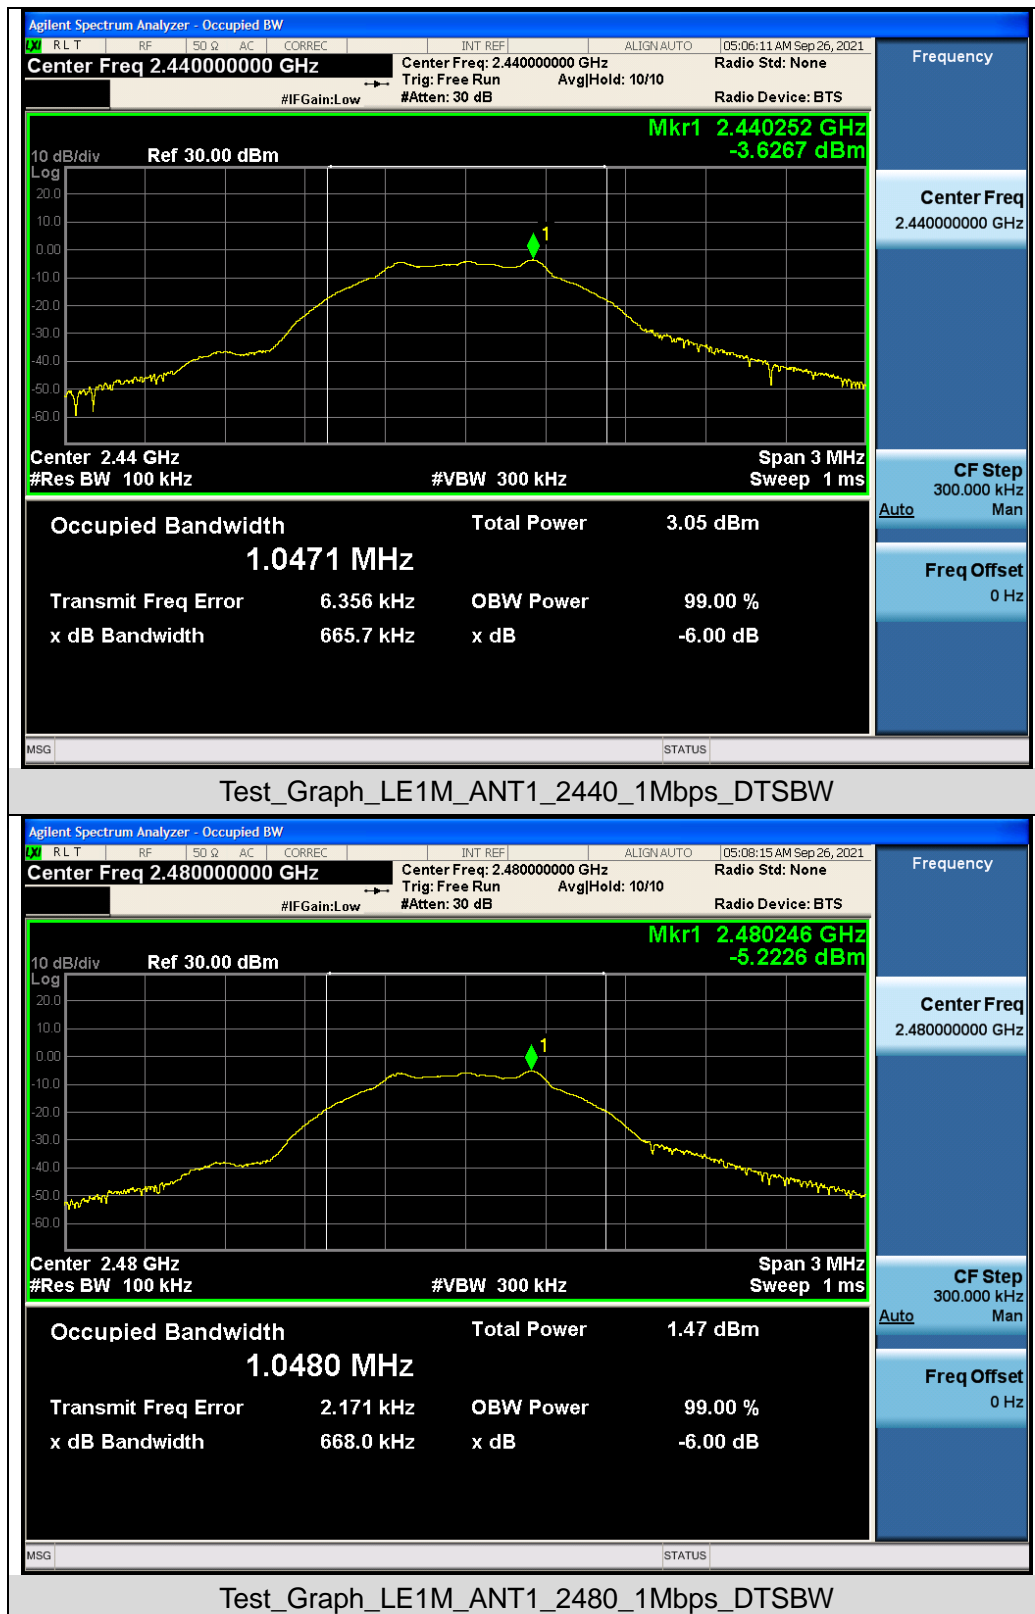 Agilent Spectrum Analyzer - Occupied BW
LXI RLT RF 50 Ω AC CORREC INT REF ALIGN AUTO 05:06:11 AM Sep 26, 2021
Center Freq 2.440000000 GHz
Center Freq: 2.440000000 GHz
Radio Std: None
Trig: Free Run Avg|Hold: 10/10
#IFGain:Low #Atten: 30 dB Radio Device: BTS
Frequency
Mkr1 2.440252 GHz
-3.6267 dBm
10 dB/div Ref 30.00 dBm
Log
20.0
10.0
0.00
-10.0
-20.0
-30.0
-40.0
-50.0
-60.0
1
Center 2.44 GHz Span 3 MHz
#Res BW 100 kHz #VBW 300 kHz Sweep 1 ms
Center Freq
2.440000000 GHz
CF Step
300.000 kHz
Auto Man
Freq Offset
0 Hz
Occupied Bandwidth Total Power 3.05 dBm
1.0471 MHz
Transmit Freq Error 6.356 kHz OBW Power 99.00 %
x dB Bandwidth 665.7 kHz x dB -6.00 dB
MSG STATUS
Test_Graph_LE1M_ANT1_2440_1Mbps_DTSBW
Agilent Spectrum Analyzer - Occupied BW
LXI RLT RF 50 Ω AC CORREC INT REF ALIGN AUTO 05:08:15 AM Sep 26, 2021
Center Freq 2.480000000 GHz
Center Freq: 2.480000000 GHz
Radio Std: None
Trig: Free Run Avg|Hold: 10/10
#IFGain:Low #Atten: 30 dB Radio Device: BTS
Frequency
Mkr1 2.480246 GHz
-5.2226 dBm
10 dB/div Ref 30.00 dBm
Log
20.0
10.0
0.00
-10.0
-20.0
-30.0
-40.0
-50.0
-60.0
1
Center 2.48 GHz Span 3 MHz
#Res BW 100 kHz #VBW 300 kHz Sweep 1 ms
Center Freq
2.480000000 GHz
CF Step
300.000 kHz
Auto Man
Freq Offset
0 Hz
Occupied Bandwidth Total Power 1.47 dBm
1.0480 MHz
Transmit Freq Error 2.171 kHz OBW Power 99.00 %
x dB Bandwidth 668.0 kHz x dB -6.00 dB
MSG STATUS
Test_Graph_LE1M_ANT1_2480_1Mbps_DTSBW